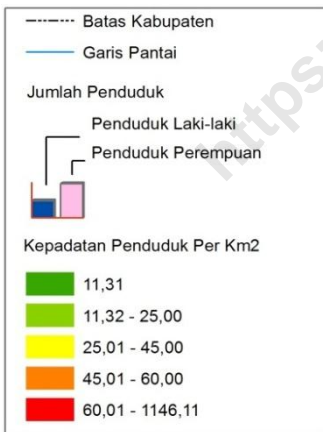 Batas Kabupaten
Garis Pantai
Jumlah Penduduk
Penduduk Laki-laki
Penduduk Perempuan
Kepadatan Penduduk Per Km2
11,31
11,32 - 25,00
25,01 - 45,00
45,01 - 60,00
60,01 - 1146,11
https: